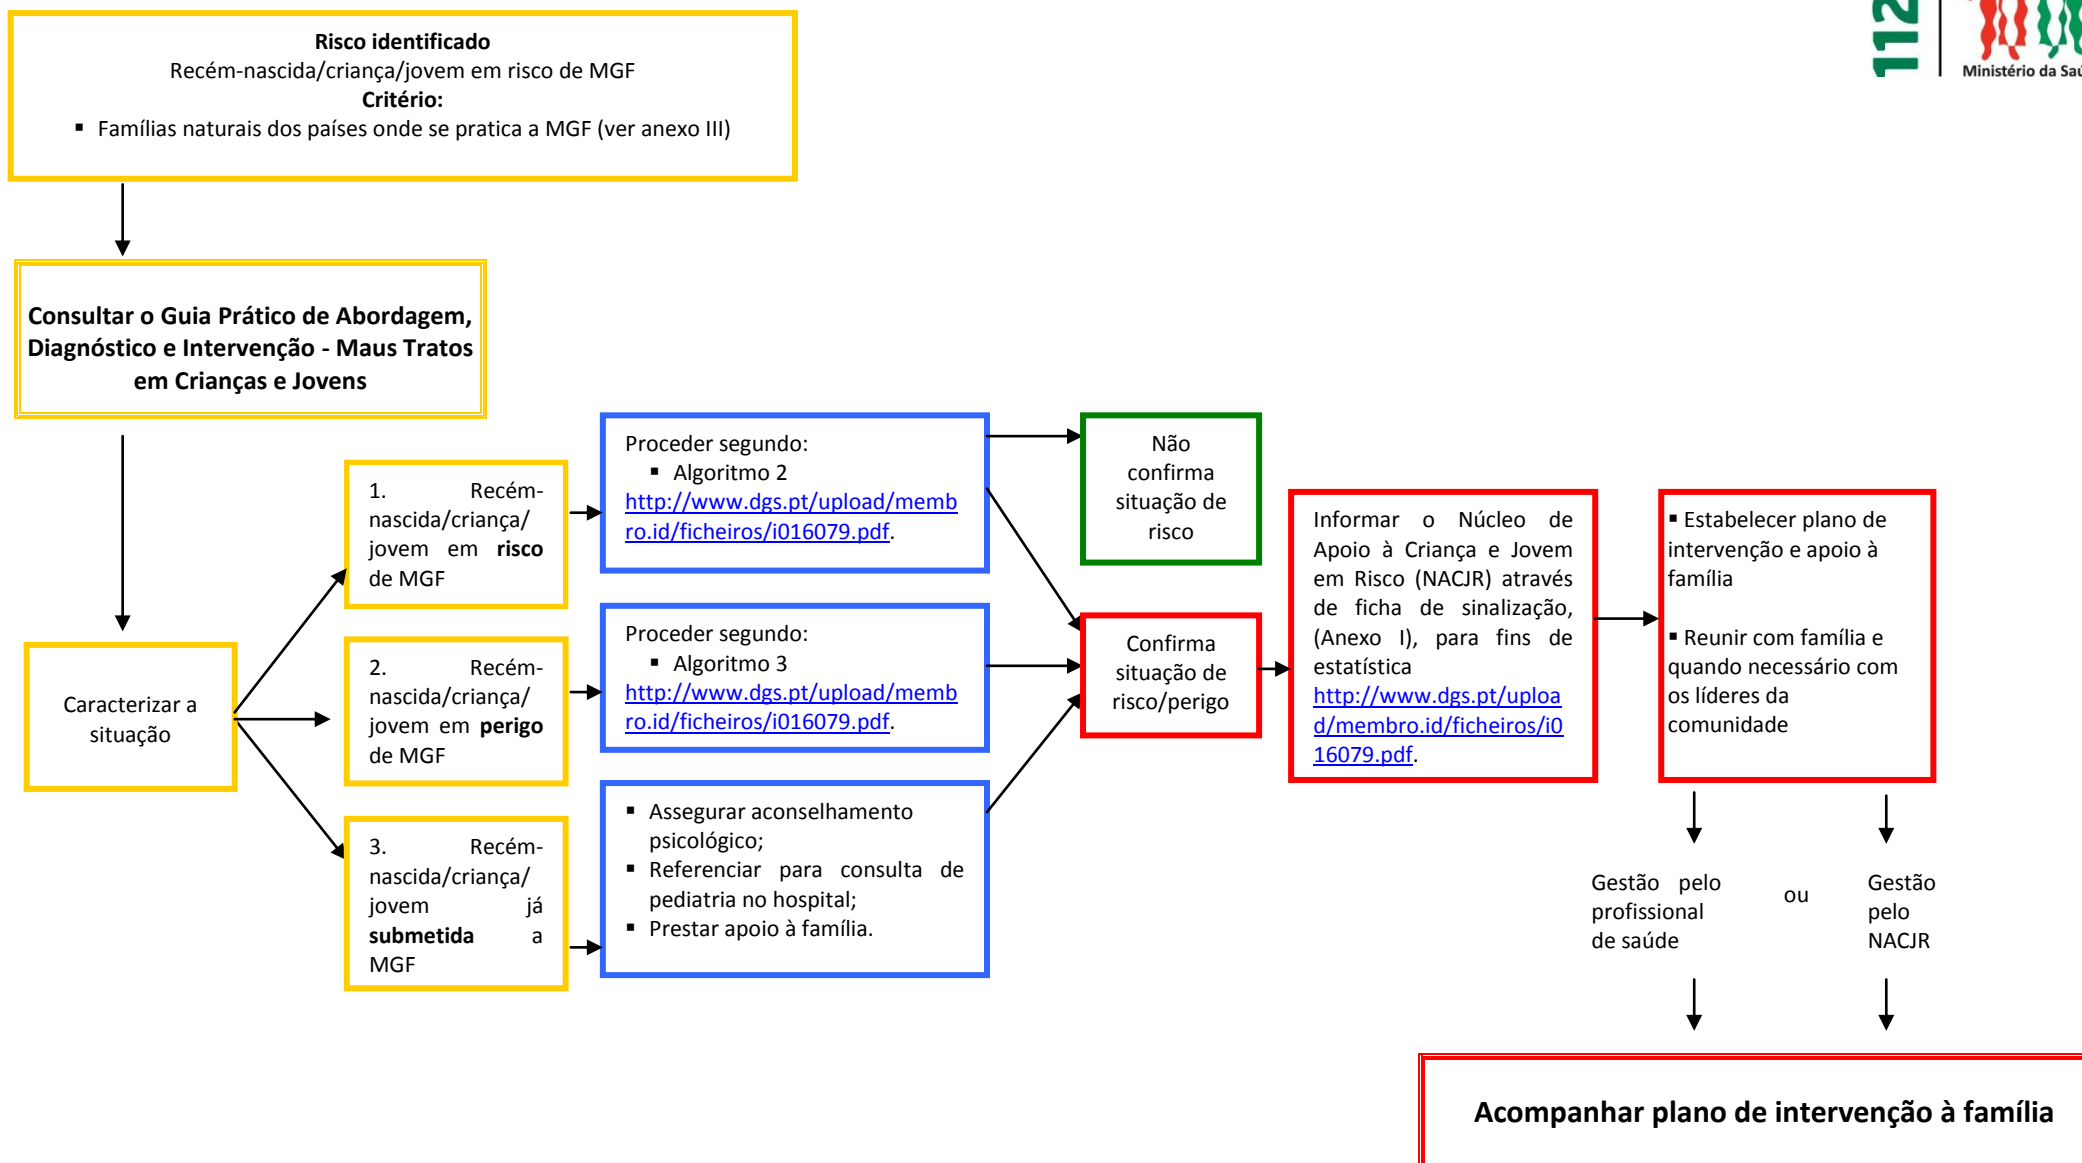 112
Ministério da Saú
Risco identificado
Recém-nascida/criança/jovem em risco de MGF
Critério:
▪ Famílias naturais dos países onde se pratica a MGF (ver anexo III)
Consultar o Guia Prático de Abordagem,
Diagnóstico e Intervenção - Maus Tratos
em Crianças e Jovens
Caracterizar a
situação
1. Recém-
nascida/criança/
jovem em risco
de MGF
2. Recém-
nascida/criança/
jovem em perigo
de MGF
3. Recém-
nascida/criança/
jovem já
submetida a
MGF
Proceder segundo:
▪ Algoritmo 2
http://www.dgs.pt/upload/memb
ro.id/ficheiros/i016079.pdf.
Proceder segundo:
▪ Algoritmo 3
http://www.dgs.pt/upload/memb
ro.id/ficheiros/i016079.pdf.
▪ Assegurar aconselhamento
psicológico;
▪ Referenciar para consulta de
pediatria no hospital;
▪ Prestar apoio à família.
Não
confirma
situação de
risco
Confirma
situação de
risco/perigo
Informar o Núcleo de
Apoio à Criança e Jovem
em Risco (NACJR) através
de ficha de sinalização,
(Anexo I), para fins de
estatística
http://www.dgs.pt/uploa
d/membro.id/ficheiros/i0
16079.pdf.
▪ Estabelecer plano de
intervenção e apoio à
família
▪ Reunir com família e
quando necessário com
os líderes da
comunidade
Gestão pelo
profissional
de saúde
ou
Gestão
pelo
NACJR
Acompanhar plano de intervenção à família